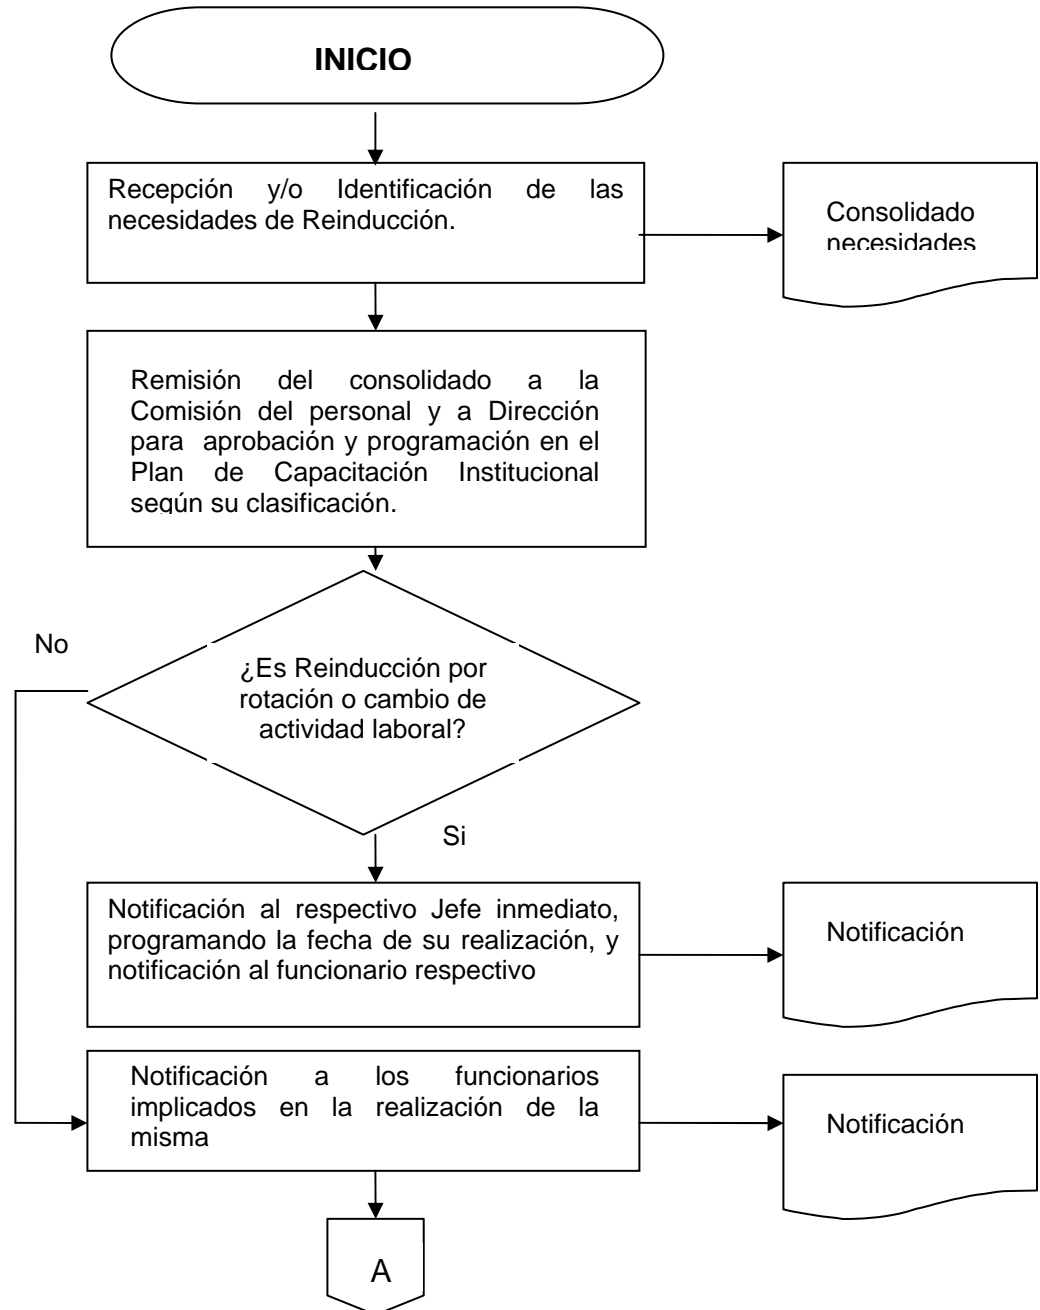 INICIO
Recepción y/o Identificación de las
necesidades de Reinducción.
Consolidado
necesidades
Remisión del consolidado a la
Comisión del personal y a Dirección
para aprobación y programación en el
Plan de Capacitación Institucional
según su clasificación.
No
¿Es Reinducción por
rotación o cambio de
actividad laboral?
Si
Notificación al respectivo Jefe inmediato,
programando la fecha de su realización, y
notificación al funcionario respectivo
Notificación
Notificación a los funcionarios
implicados en la realización de la
misma
Notificación
A